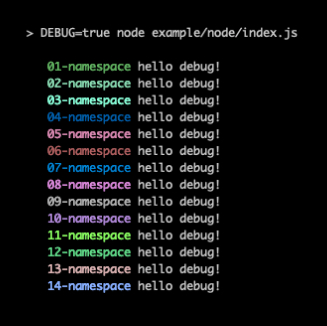 > DEBUG=true node example/node/index.js
01-namespace hello debug!
02-namespace hello debug!
03-namespace hello debug!
04-namespace hello debug!
05-namespace hello debug!
06-namespace hello debug!
07-namespace hello debug!
08-namespace hello debug!
09-namespace hello debug!
10-namespace hello debug!
11-namespace hello debug!
12-namespace hello debug!
13-namespace hello debug!
14-namespace hello debug!